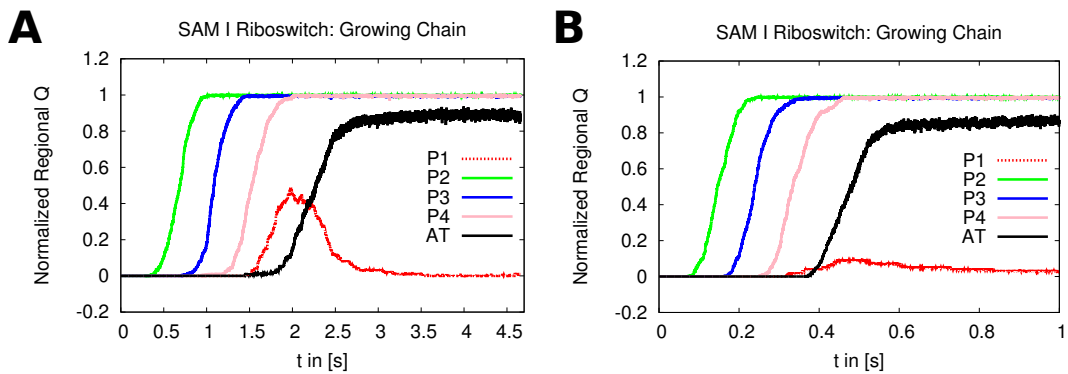 A
SAM I Riboswitch: Growing Chain
Normalized Regional Q
1.2
1
0.8
0.6
0.4
0.2
0
-0.2
P1
P2
P3
P4
AT
0 0.5 1 1.5 2 2.5 3 3.5 4 4.5
t in [s]
B
SAM I Riboswitch: Growing Chain
Normalized Regional Q
1.2
1
0.8
0.6
0.4
0.2
0
-0.2
P1
P2
P3
P4
AT
0 0.2 0.4 0.6 0.8 1
t in [s]